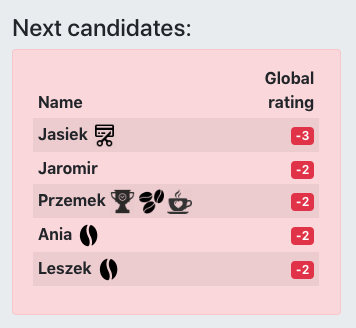 Next candidates:
Name Global rating
Jasiek -3
Jaromir -2
Przemek -2
Ania -2
Leszek -2